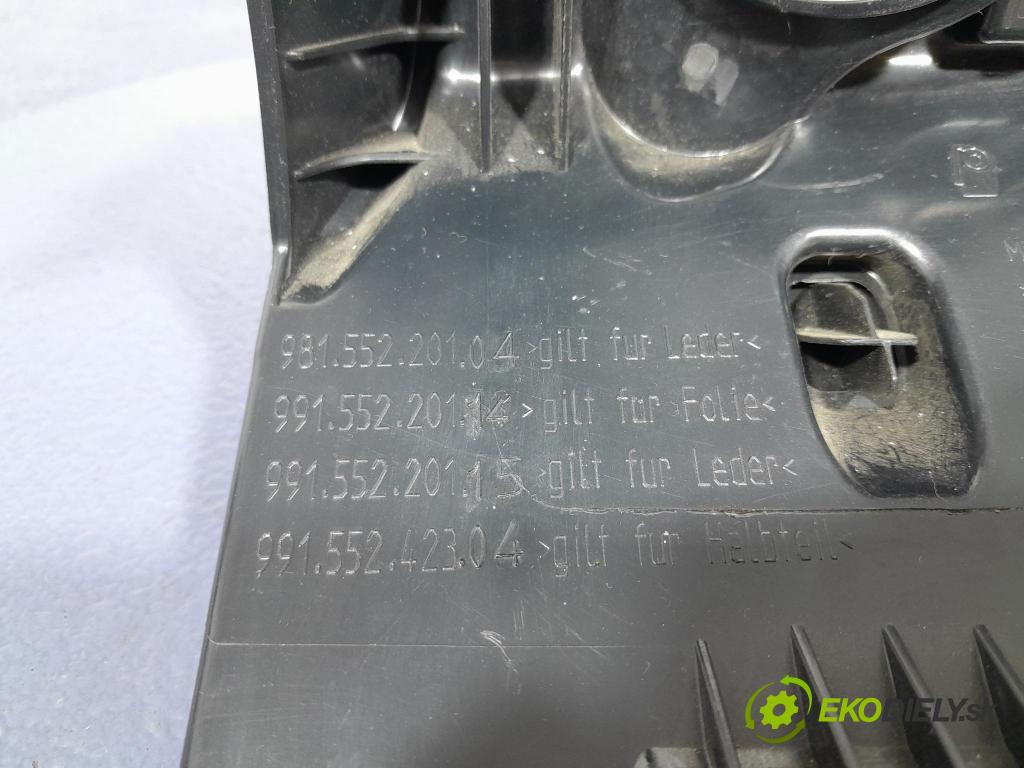 981.552.201.04 >gilt fur Leder<
991.552.201.14 >gilt fur Folie<
991.552.201.15 >gilt fur Leder<
991.552.423.04 >gilt fur Halbteil<
EKOBIELY.sk